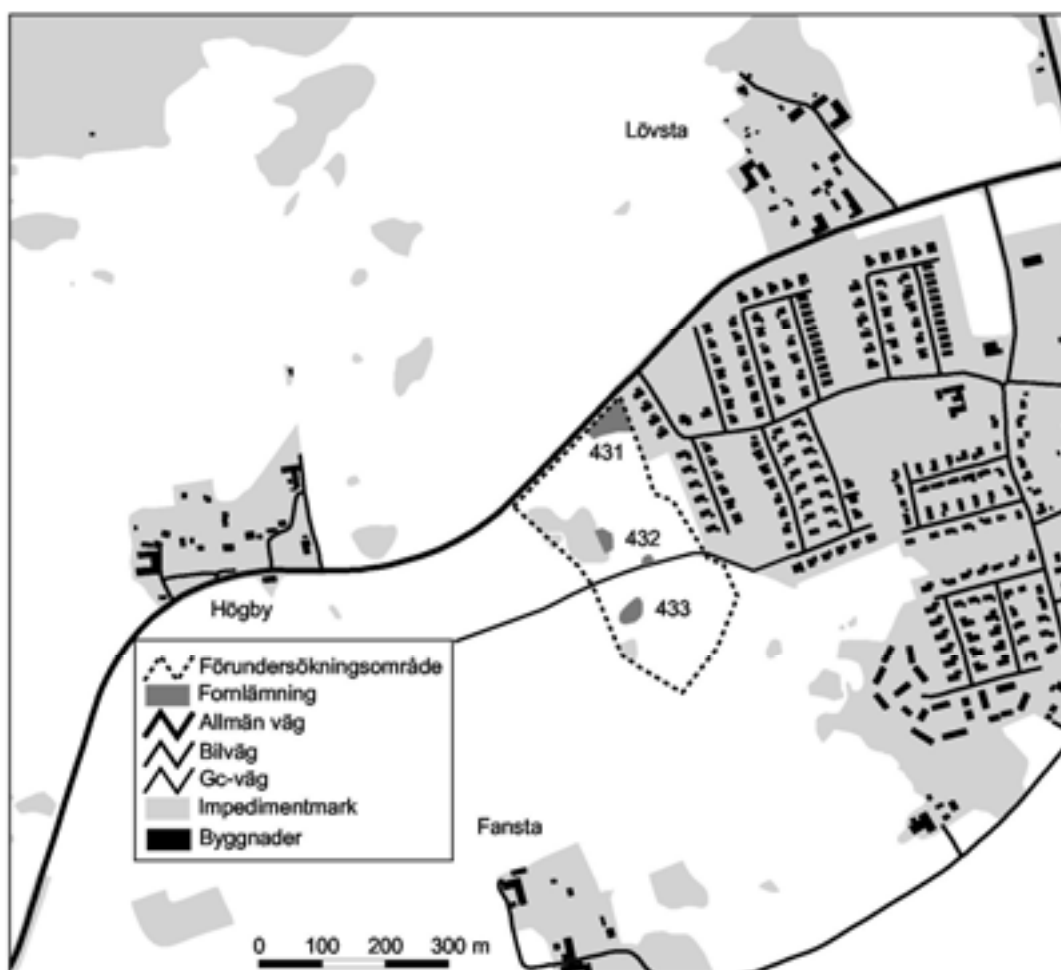 Lövsta
431
432
433
Högby
Förundersökningsområde
Fornlämning
Allmän väg
Bilväg
Gc-väg
Impedimentmark
Byggnader
Fansta
0 100 200 300 m